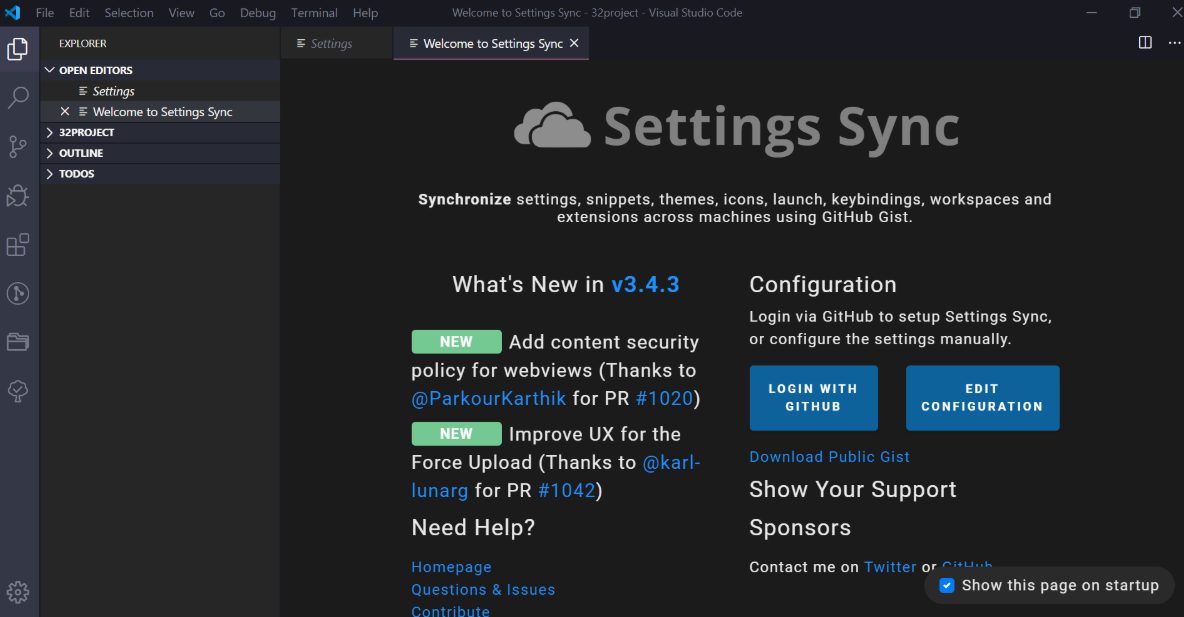 File Edit Selection View Go Debug Terminal Help Welcome to Settings Sync - 32project - Visual Studio Code
EXPLORER
OPEN EDITORS
Settings
Welcome to Settings Sync
32PROJECT
OUTLINE
TODOS
Settings Welcome to Settings Sync
Settings Sync
Synchronize settings, snippets, themes, icons, launch, keybindings, workspaces and
extensions across machines using GitHub Gist.
What's New in v3.4.3
NEW Add content security
policy for webviews (Thanks to
@ParkourKarthik for PR #1020)
NEW Improve UX for the
Force Upload (Thanks to @karl-
lunarg for PR #1042)
Need Help?
Homepage
Questions & Issues
Contribute
Configuration
Login via GitHub to setup Settings Sync,
or configure the settings manually.
LOGIN WITH
GITHUB
EDIT
CONFIGURATION
Download Public Gist
Show Your Support
Sponsors
Contact me on Twitter or GitHub
Show this page on startup